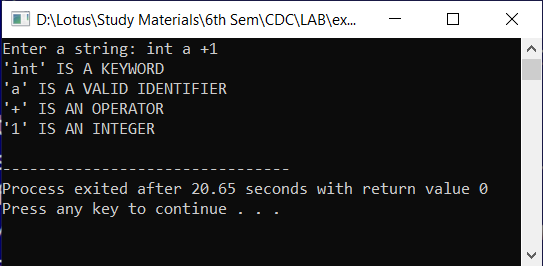 D:\Lotus\Study Materials\6th Sem\CDC\LAB\ex...
Enter a string: int a +1
'int' IS A KEYWORD
'a' IS A VALID IDENTIFIER
'+' IS AN OPERATOR
'1' IS AN INTEGER
--------------------------------
Process exited after 20.65 seconds with return value 0
Press any key to continue . . .